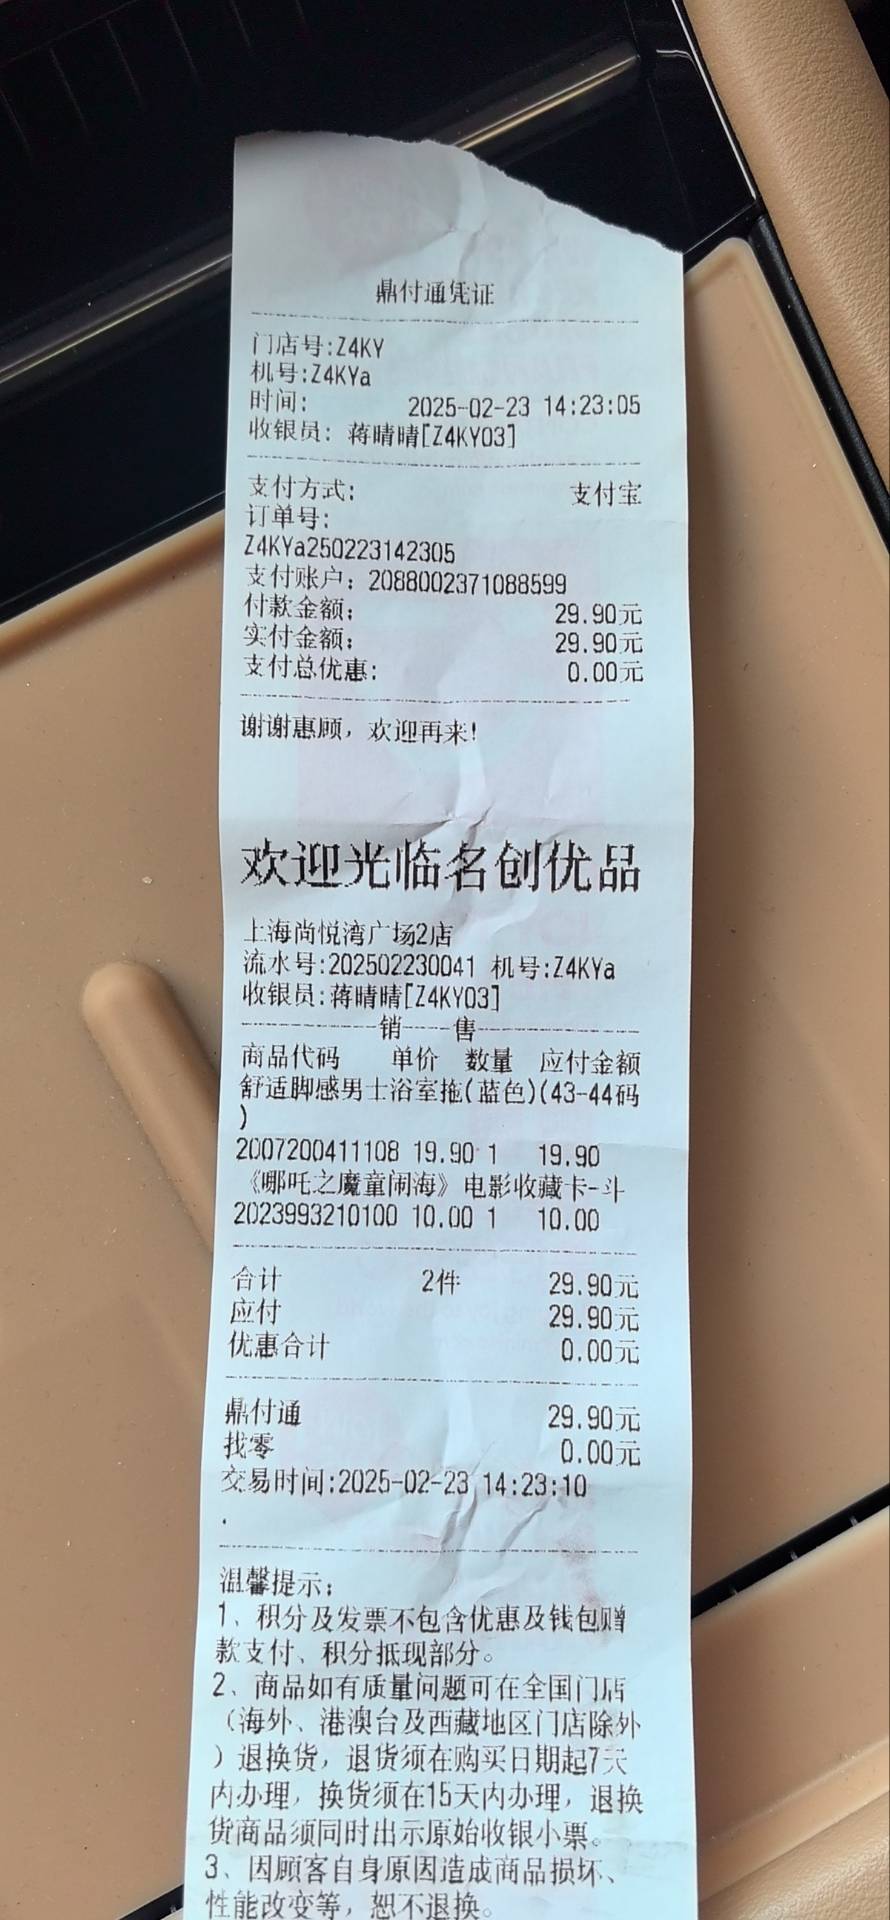 鼎付通凭证
门店号:Z4KY
机号:Z4KYa
时间: 2025-02-23 14:23:05
收银员: 蒋晴晴[Z4KY03]
支付方式: 支付宝
订单号:
Z4KYa250223142305
支付账户: 2088002371088599
付款金额: 29.90元
实付金额: 29.90元
支付总优惠: 0.00元
谢谢惠顾，欢迎再来!
欢迎光临名创优品
上海尚悦湾广场2店
流水号:202502230041 机号:Z4KYa
收银员:蒋晴晴[Z4KY03]
--------销----售--------
商品代码 单价 数量 应付金额
舒适脚感男士浴室拖(蓝色)(43-44码
)
2007200411108 19.90 1 19.90
《哪吒之魔童闹海》电影收藏卡-斗
2023993210100 10.00 1 10.00
合计 2件 29.90元
应付 29.90元
优惠合计 0.00元
鼎付通 29.90元
找零 0.00元
交易时间:2025-02-23 14:23:10
.
温馨提示:
1、积分及发票不包含优惠及钱包赠
款支付、积分抵现部分。
2、商品如有质量问题可在全国门店
（海外、港澳台及西藏地区门店除外
）退换货，退货须在购买日期起7天
内办理，换货须在15天内办理，退换
货商品须同时出示原始收银小票。
3、因顾客自身原因造成商品损坏、
性能改变等，恕不退换。